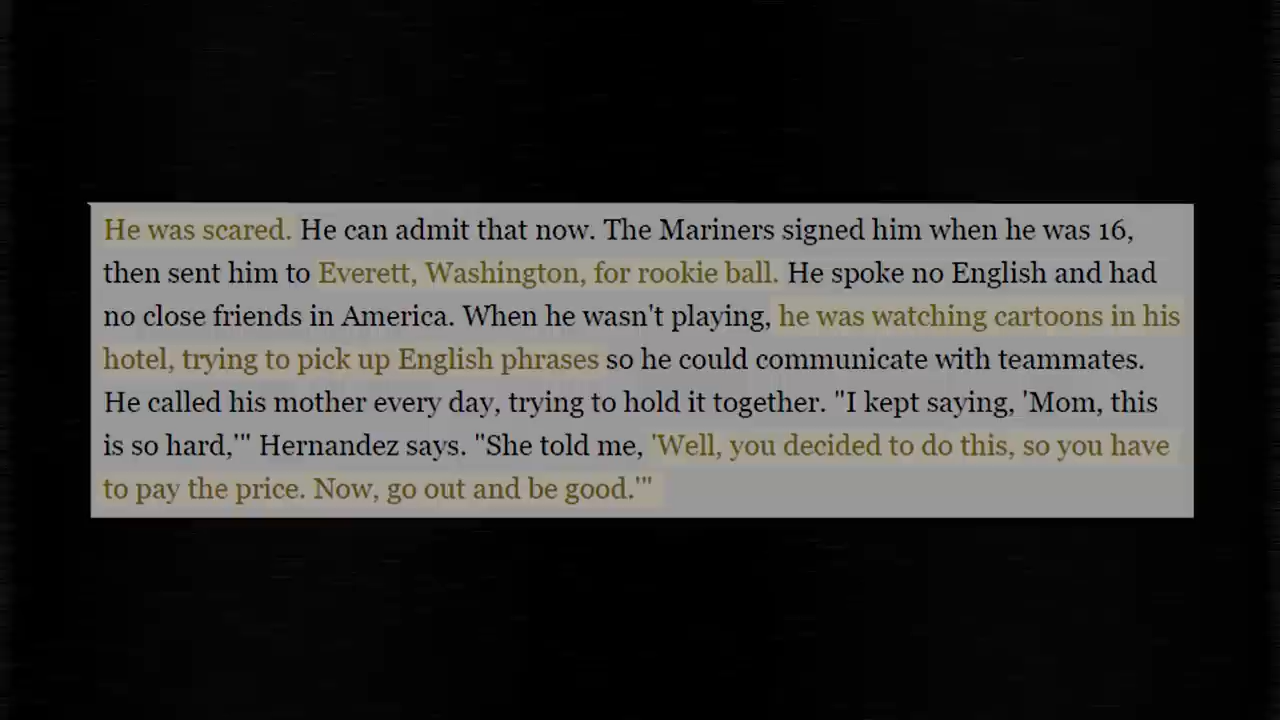 He was scared. He can admit that now. The Mariners signed him when he was 16,
then sent him to Everett, Washington, for rookie ball. He spoke no English and had
no close friends in America. When he wasn't playing, he was watching cartoons in his
hotel, trying to pick up English phrases so he could communicate with teammates.
He called his mother every day, trying to hold it together. "I kept saying, 'Mom, this
is so hard,'" Hernandez says. "She told me, 'Well, you decided to do this, so you have
to pay the price. Now, go out and be good.'"